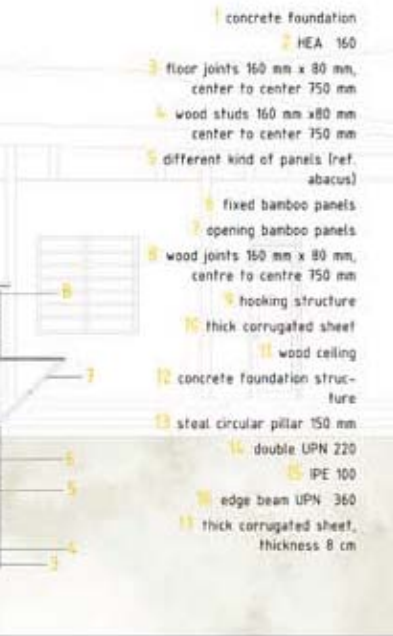 1 concrete foundation
2 HEA 160
3 floor joints 160 mm x 80 mm,
center to center 750 mm
4 wood studs 160 mm x80 mm
center to center 750 mm
5 different kind of panels (ref.
abacus)
6 fixed bamboo panels
7 opening bamboo panels
8 wood joints 160 mm x 80 mm,
centre to centre 750 mm
9 hooking structure
10 thick corrugated sheet
11 wood ceiling
12 concrete foundation struc-
ture
13 steal circular pillar 150 mm
14 double UPN 220
15 IPE 100
16 edge beam UPN 360
17 thick corrugated sheet,
thickness 8 cm
8
7
6
5
4
3